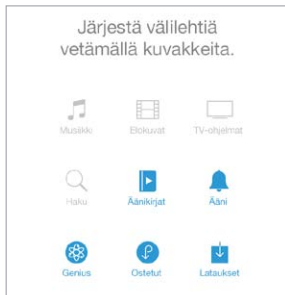 Järjestä välilehtiä
vetämällä kuvakkeita.
Musiikki Elokuvat TV-ohjelmat
Haku Äänikirjat Ääni
Genius Ostetut Lataukset